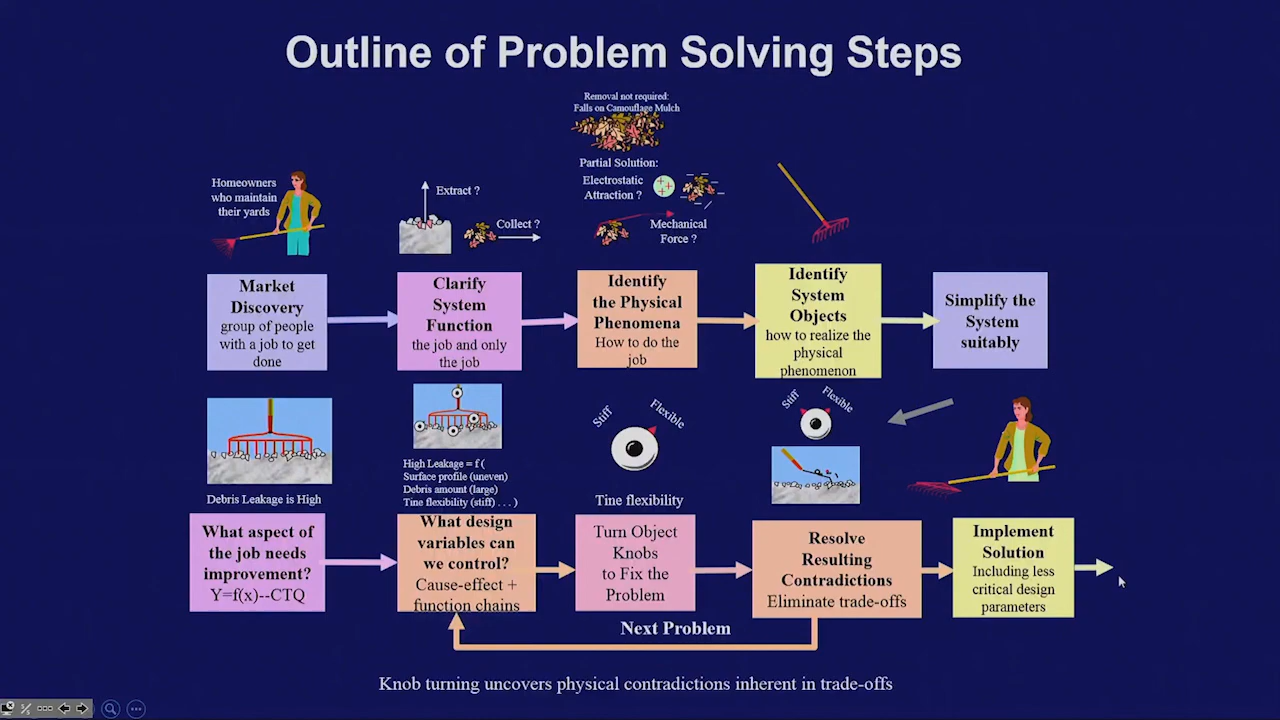 Outline of Problem Solving Steps
Removal not required:
Falls on Camouflage Mulch
Homeowners
who maintain
their yards
Extract ?
Collect ?
Partial Solution:
Electrostatic
Attraction ?
Mechanical
Force ?
Market
Discovery
group of people
with a job to get
done
Clarify
System
Function
the job and only
the job
Identify
the Physical
Phenomena
How to do the
job
Identify
System
Objects
how to realize the
physical
phenomenon
Simplify the
System
suitably
Debris Leakage is High
High Leakage = f (
Surface profile (uneven)
Debris amount (large)
Tine flexibility (stiff) . . . )
Stiff
Flexible
Tine flexibility
Stiff
Flexible
What aspect of
the job needs
improvement?
Y=f(x)--CTQ
What design
variables can
we control?
Cause-effect +
function chains
Turn Object
Knobs
to Fix the
Problem
Resolve
Resulting
Contradictions
Eliminate trade-offs
Implement
Solution
Including less
critical design
parameters
Next Problem
Knob turning uncovers physical contradictions inherent in trade-offs